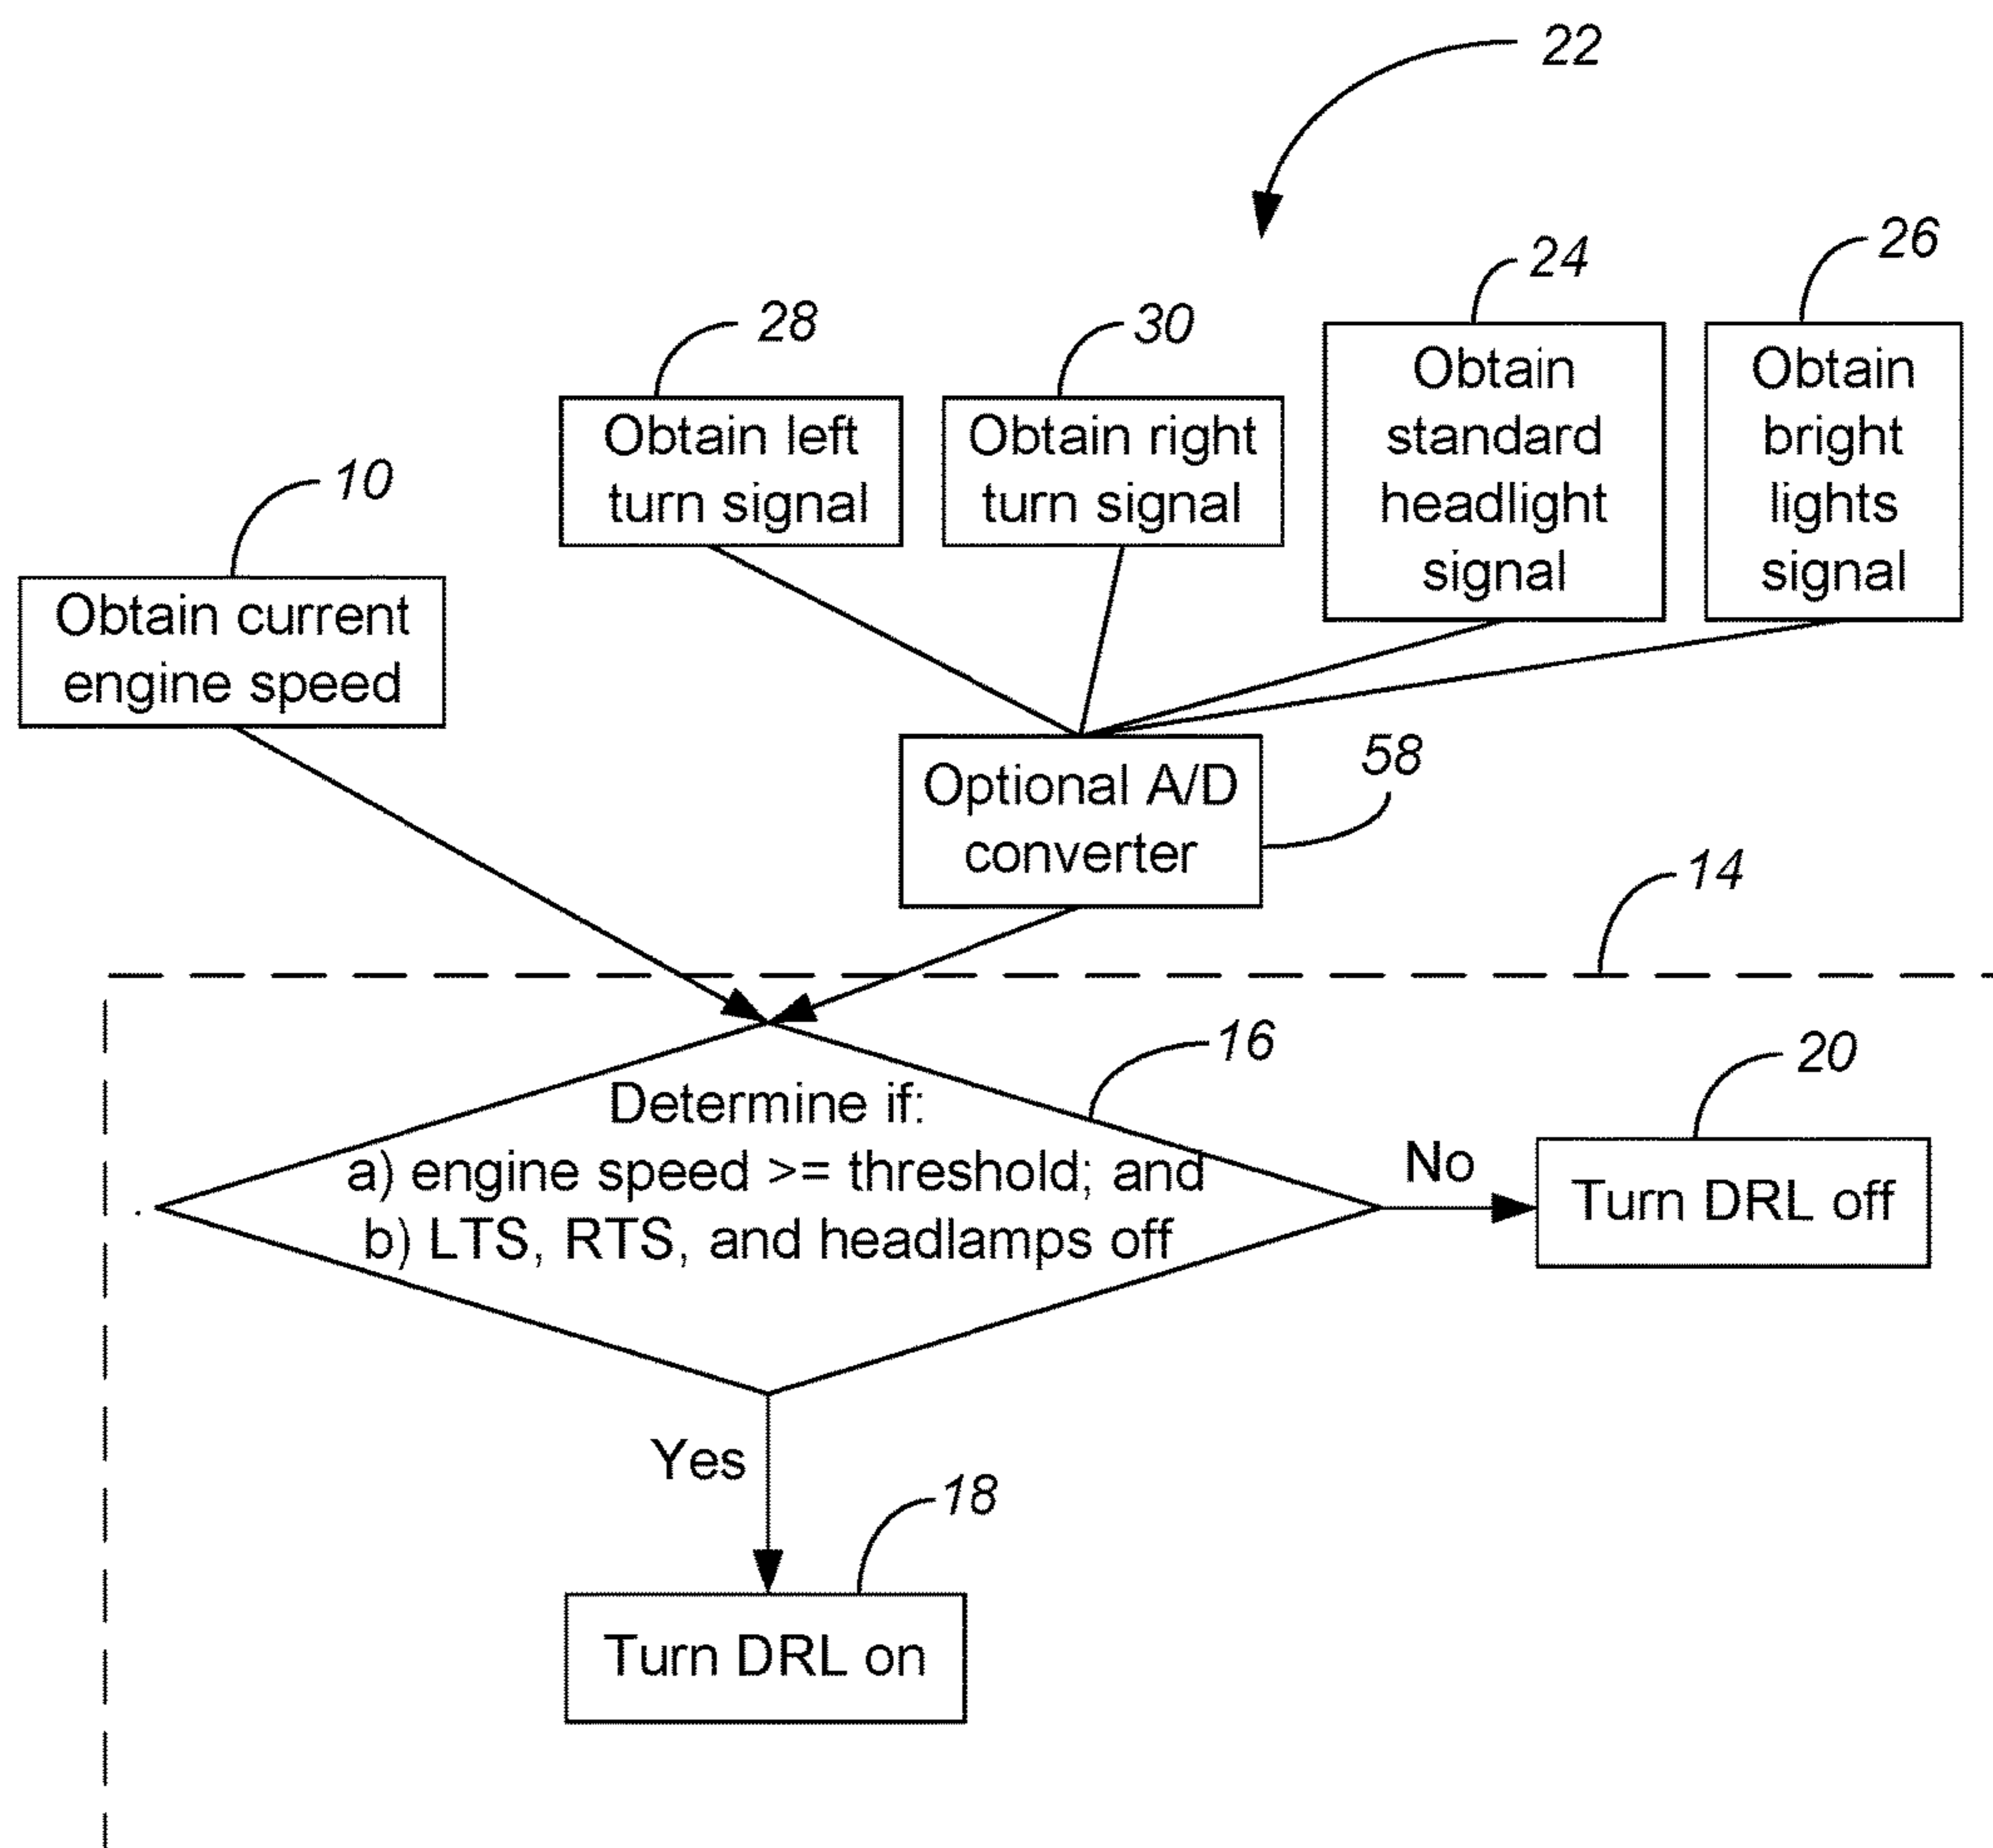 22
28
30
24
26
10
Obtain left
turn signal
Obtain right
turn signal
Obtain
standard
headlight
signal
Obtain
bright
lights
signal
Obtain current
engine speed
Optional A/D
converter
58
14
16
20
Determine if:
a) engine speed >= threshold; and
b) LTS, RTS, and headlamps off
No
Turn DRL off
Yes
18
Turn DRL on